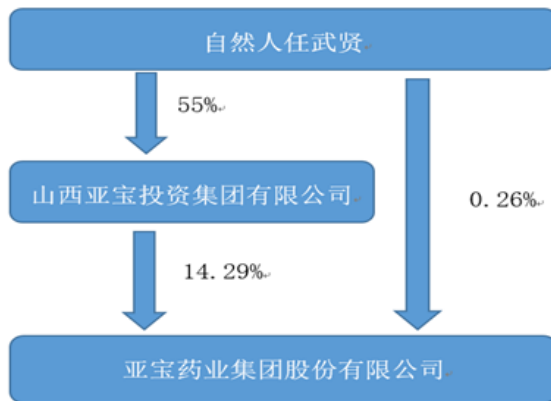 自然人任武贤
55%
山西亚宝投资集团有限公司
0.26%
14.29%
亚宝药业集团股份有限公司